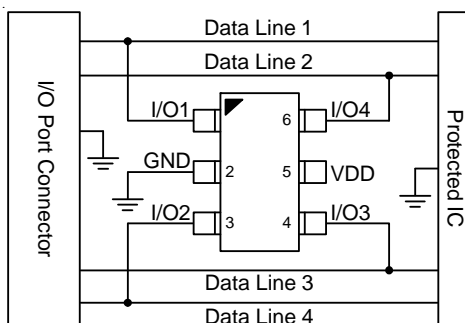 Data Line 1
Data Line 2
I/O Port Connector
I/O1
6
I/O4
GND
2
5
VDD
I/O2
3
4
I/O3
Protected IC
Data Line 3
Data Line 4